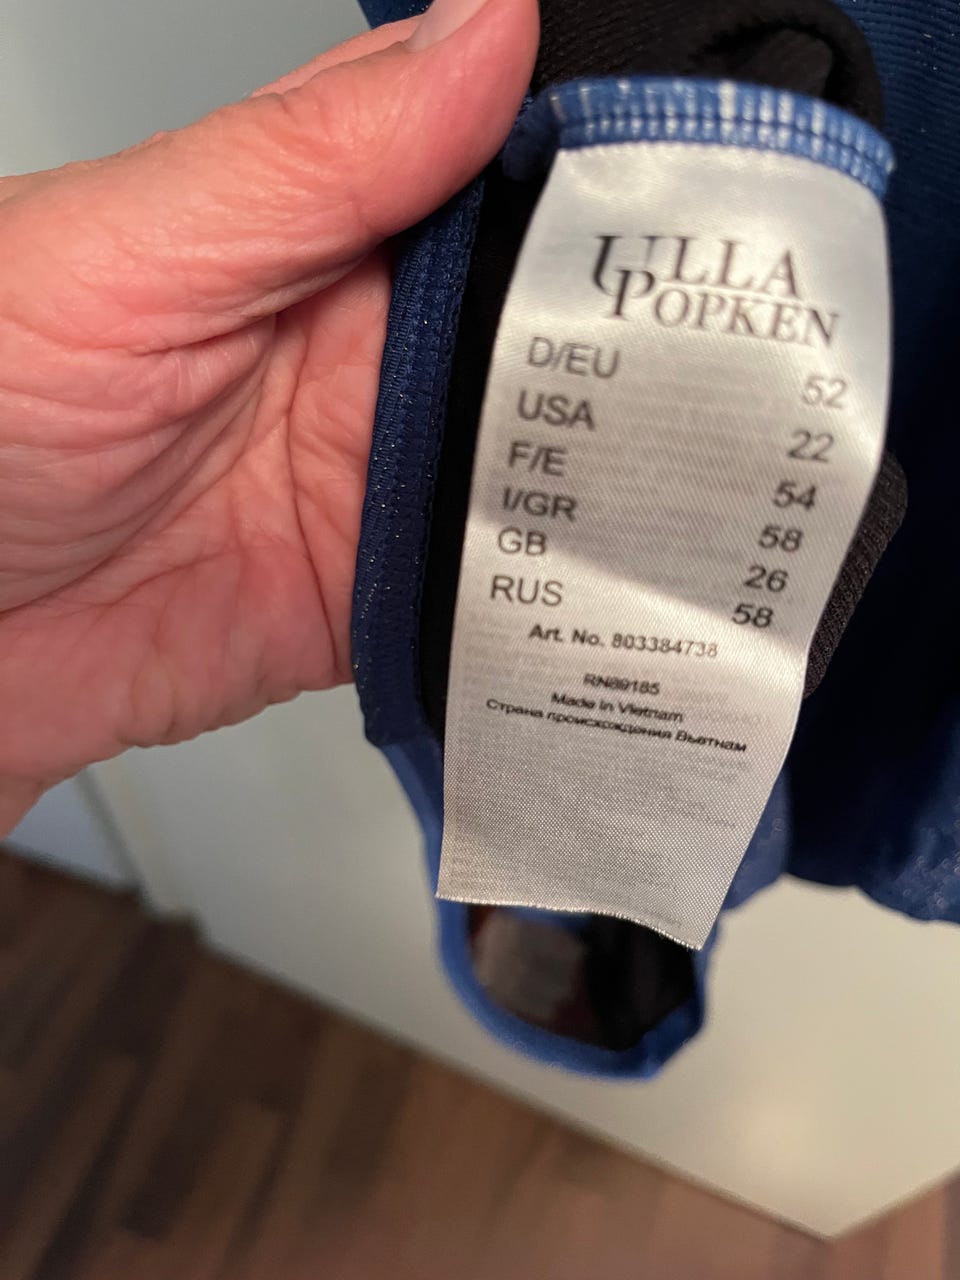 ULLA
POPKEN
D/EU 52
USA 22
F/E 54
I/GR 58
GB 26
RUS 58
Art. No. 803384738
RN89185
Made in Vietnam
Страна происхождения Вьетнам